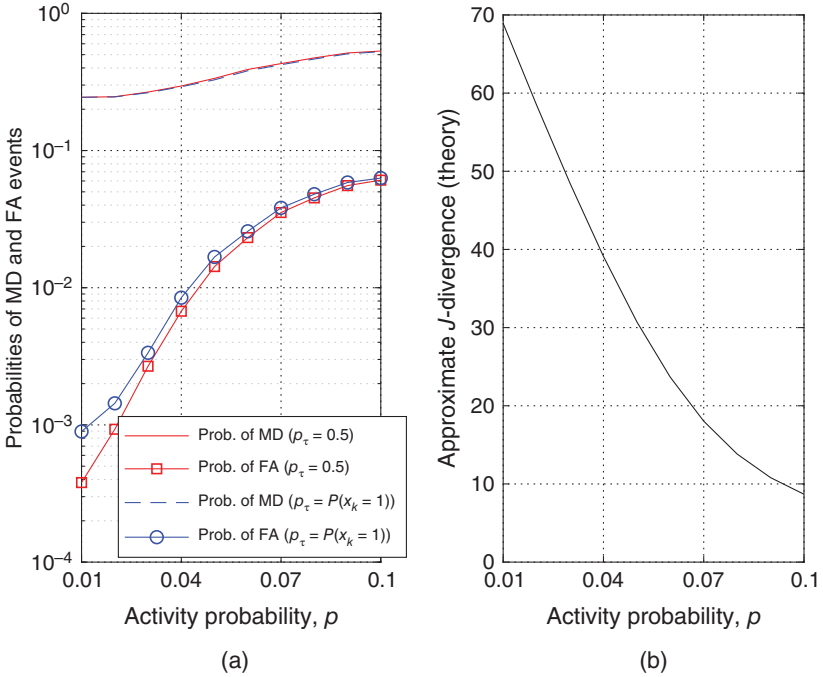 Probabilities of MD and FA events
10⁰
10⁻¹
10⁻²
10⁻³
10⁻⁴
Prob. of MD (pτ = 0.5)
Prob. of FA (pτ = 0.5)
Prob. of MD (pτ = P(xₖ = 1))
Prob. of FA (pτ = P(xₖ = 1))
0.01 0.04 0.07 0.1
Activity probability, p
(a)
Approximate J-divergence (theory)
70
60
50
40
30
20
10
0
0.01 0.04 0.07 0.1
Activity probability, p
(b)